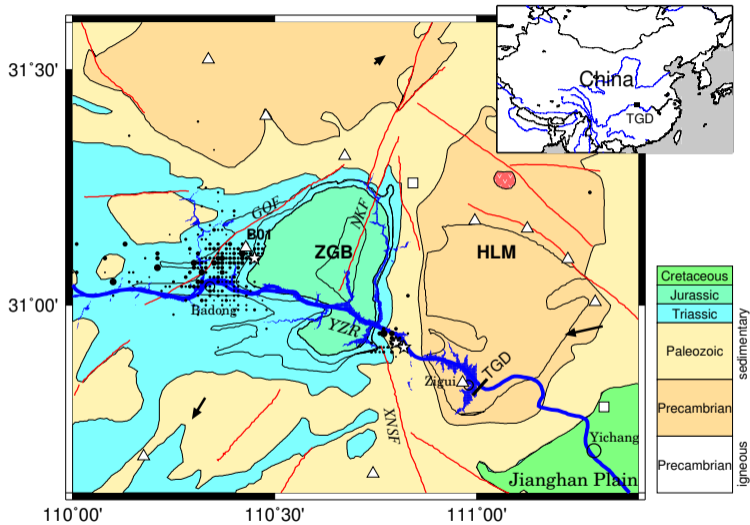 31°30'
31°00'
110°00'
110°30'
111°00'
China
TGD
GQF
NKF
B01
ZGB
HLM
Badong
YZR
TGD
Zigui
XNSF
Yichang
Jianghan Plain
Cretaceous
Jurassic
Triassic
Paleozoic
Precambrian
Precambrian
sedimentary
igneous